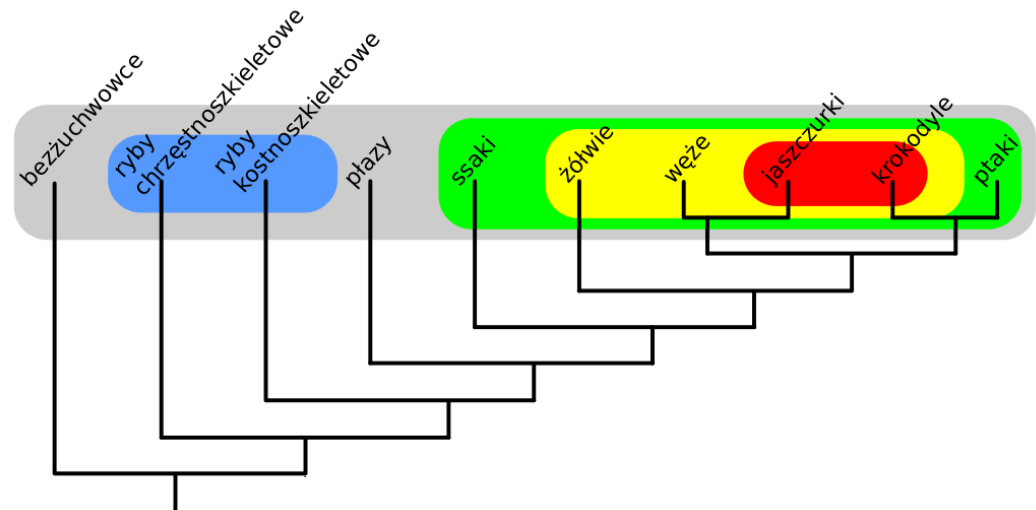 bezżuchwowce
ryby
chrzęstnoszkieletowe
ryby
kostnoszkieletowe
płazy
ssaki
żółwie
węże
jaszczurki
krokodyle
ptaki